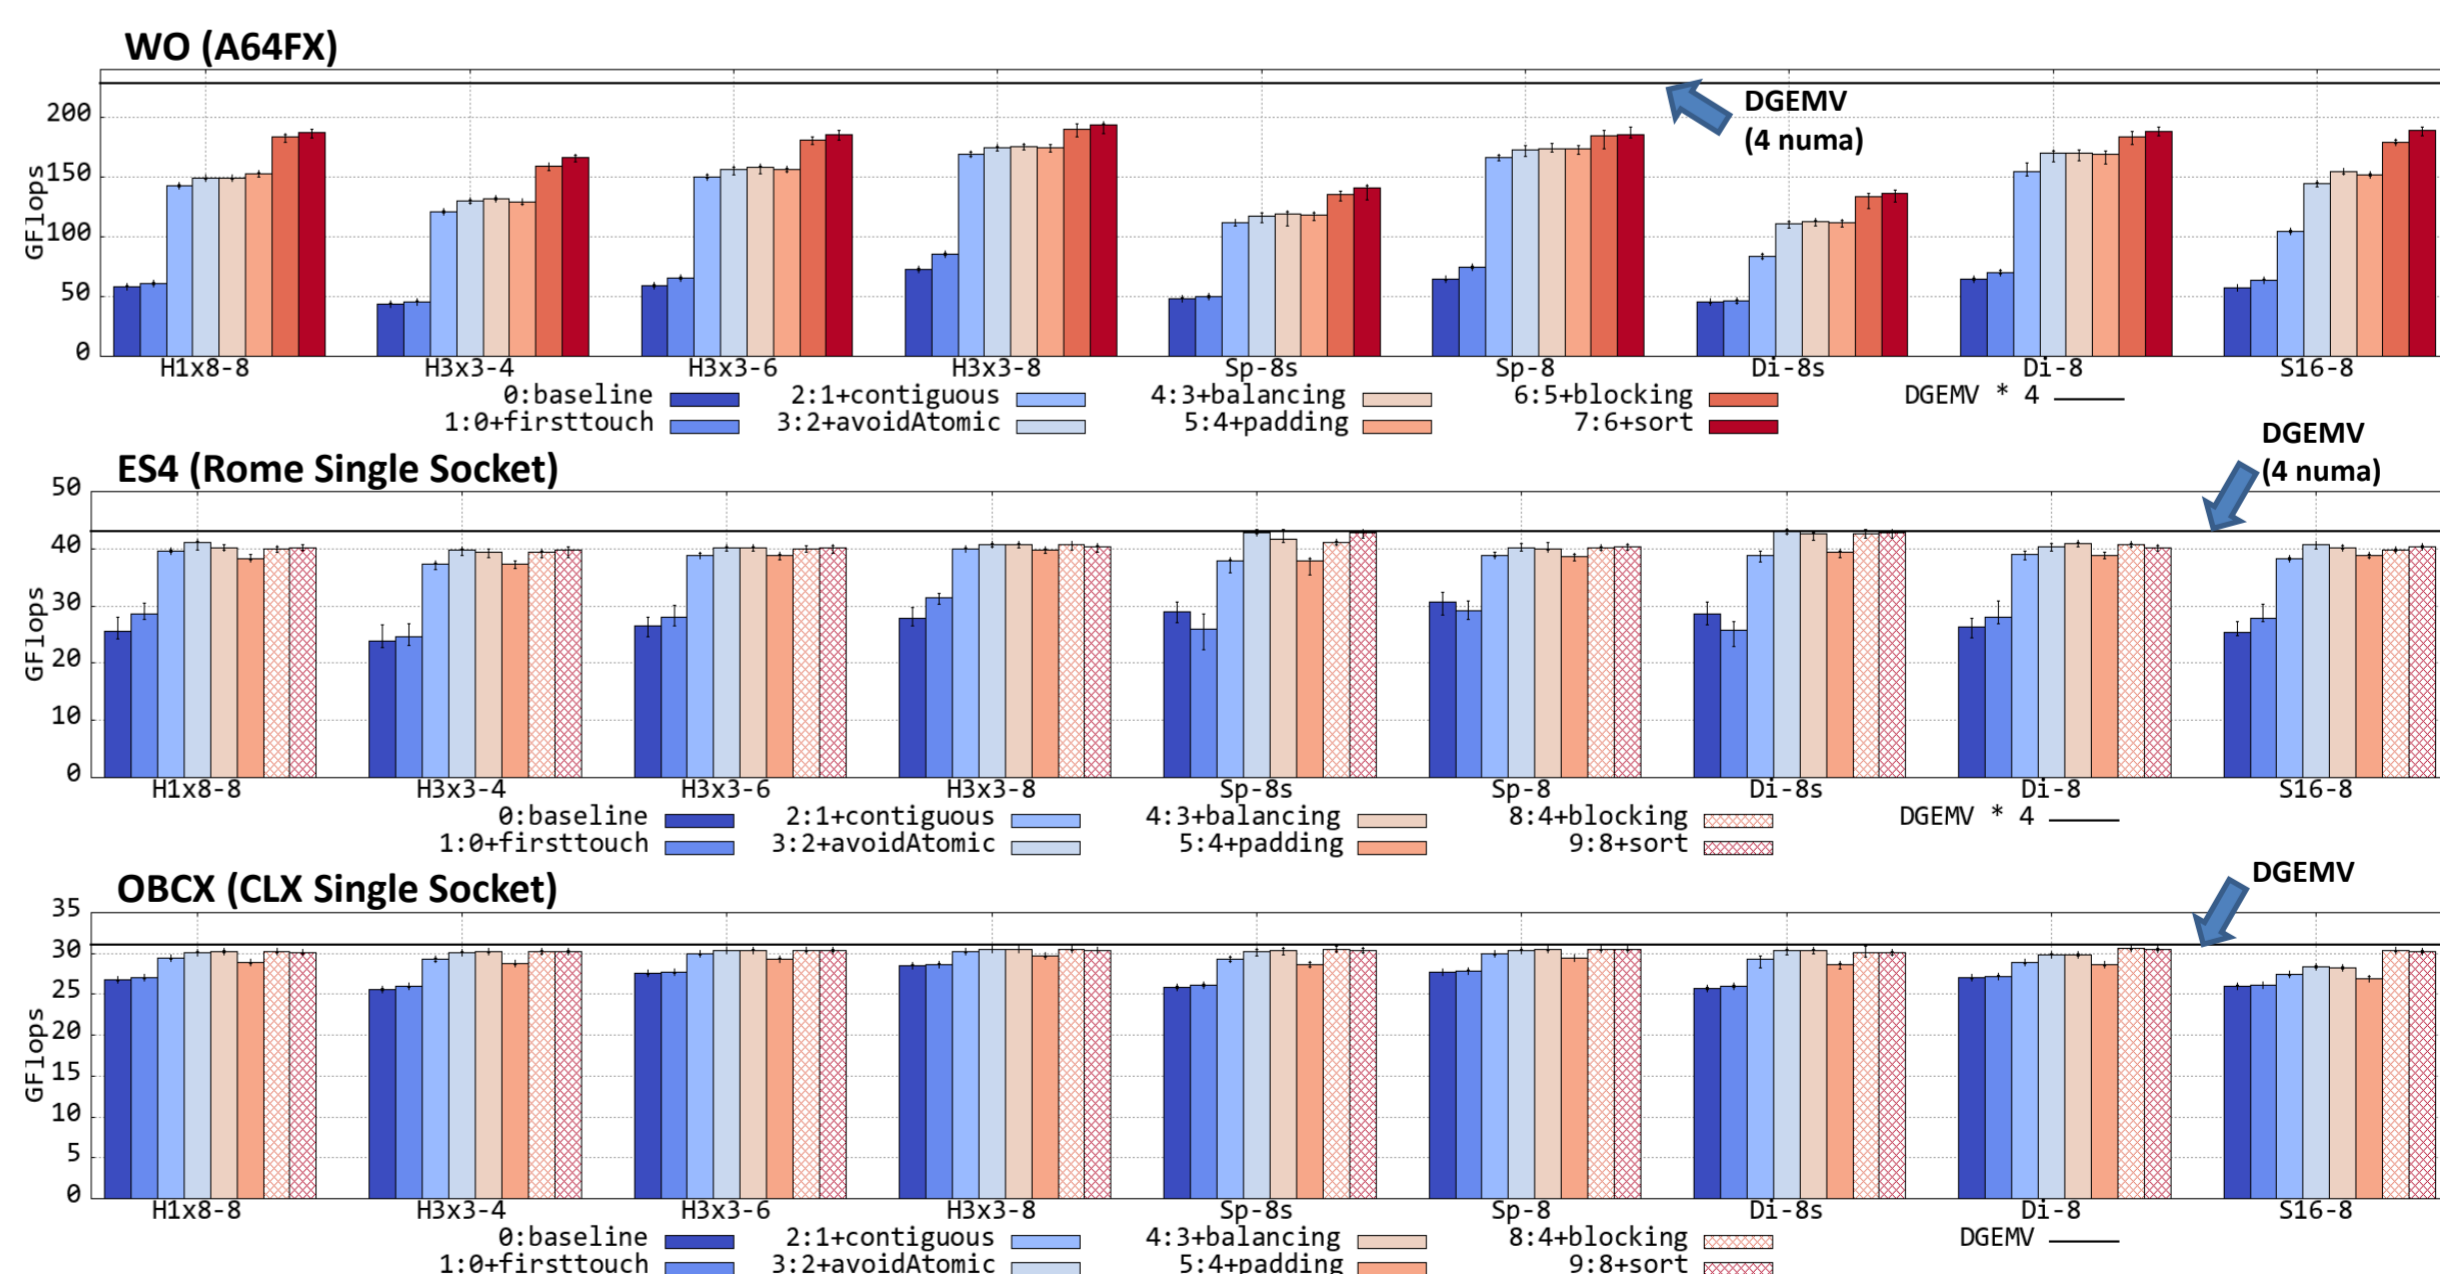 WO (A64FX)
GFlops
200
150
100
50
0
DGEMV
(4 numa)
H1x8-8 H3x3-4 H3x3-6 H3x3-8 Sp-8s Sp-8 Di-8s Di-8 S16-8
0:baseline 2:1+contiguous 4:3+balancing 6:5+blocking DGEMV * 4
1:0+firsttouch 3:2+avoidAtomic 5:4+padding 7:6+sort
DGEMV
(4 numa)
ES4 (Rome Single Socket)
GFlops
50
40
30
20
10
0
H1x8-8 H3x3-4 H3x3-6 H3x3-8 Sp-8s Sp-8 Di-8s Di-8 S16-8
0:baseline 2:1+contiguous 4:3+balancing 8:4+blocking DGEMV * 4
1:0+firsttouch 3:2+avoidAtomic 5:4+padding 9:8+sort
DGEMV
OBCX (CLX Single Socket)
GFlops
35
30
25
20
15
10
5
0
H1x8-8 H3x3-4 H3x3-6 H3x3-8 Sp-8s Sp-8 Di-8s Di-8 S16-8
0:baseline 2:1+contiguous 4:3+balancing 8:4+blocking DGEMV
1:0+firsttouch 3:2+avoidAtomic 5:4+padding 9:8+sort